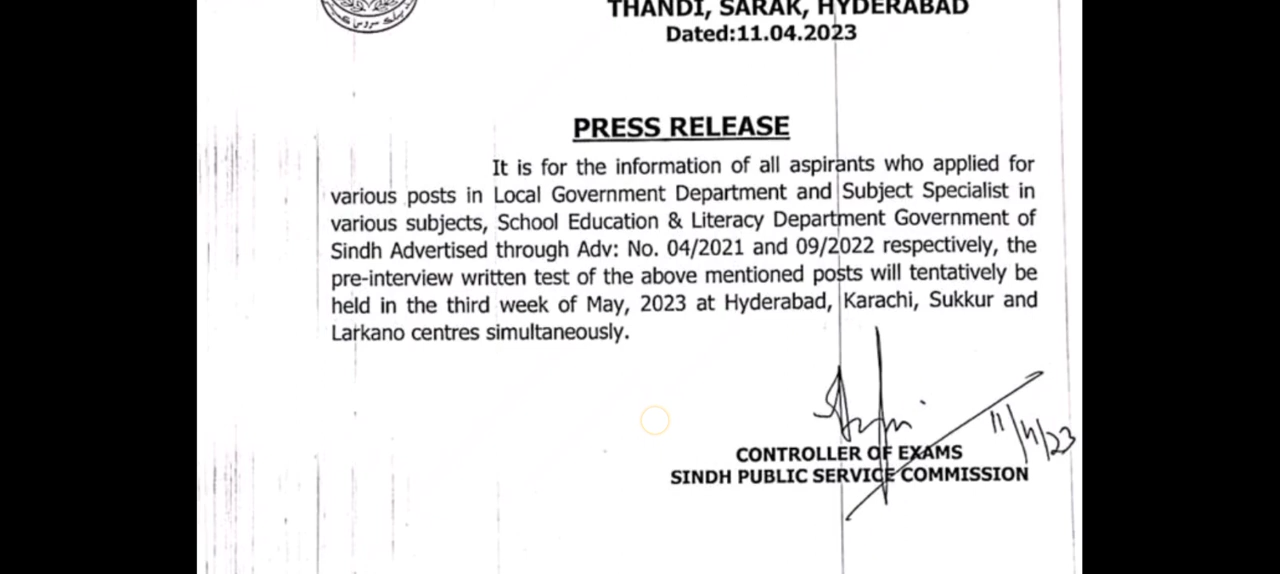 THANDI, SARAK, HYDERABAD
Dated:11.04.2023
PRESS RELEASE
It is for the information of all aspirants who applied for
various posts in Local Government Department and Subject Specialist in
various subjects, School Education & Literacy Department Government of
Sindh Advertised through Adv: No. 04/2021 and 09/2022 respectively, the
pre-interview written test of the above mentioned posts will tentatively be
held in the third week of May, 2023 at Hyderabad, Karachi, Sukkur and
Larkano centres simultaneously.
11/4/23
CONTROLLER OF EXAMS
SINDH PUBLIC SERVICE COMMISSION